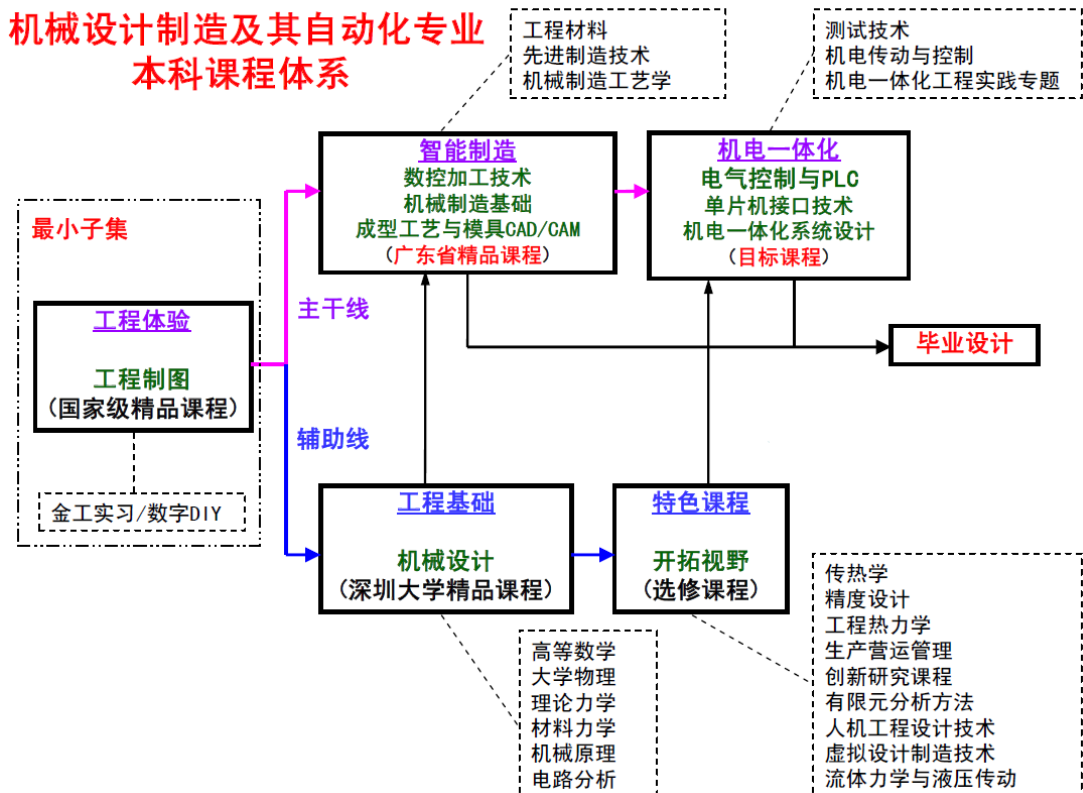 机械设计制造及其自动化专业
本科课程体系
工程材料
先进制造技术
机械制造工艺学
测试技术
机电传动与控制
机电一体化工程实践专题
智能制造
数控加工技术
机械制造基础
成型工艺与模具CAD/CAM
(广东省精品课程)
机电一体化
电气控制与PLC
单片机接口技术
机电一体化系统设计
(目标课程)
最小子集
工程体验
工程制图
(国家级精品课程)
金工实习/数字DIY
主干线
辅助线
毕业设计
工程基础
机械设计
(深圳大学精品课程)
特色课程
开拓视野
(选修课程)
高等数学
大学物理
理论力学
材料力学
机械原理
电路分析
传热学
精度设计
工程热力学
生产营运管理
创新研究课程
有限元分析方法
人机工程设计技术
虚拟设计制造技术
流体力学与液压传动